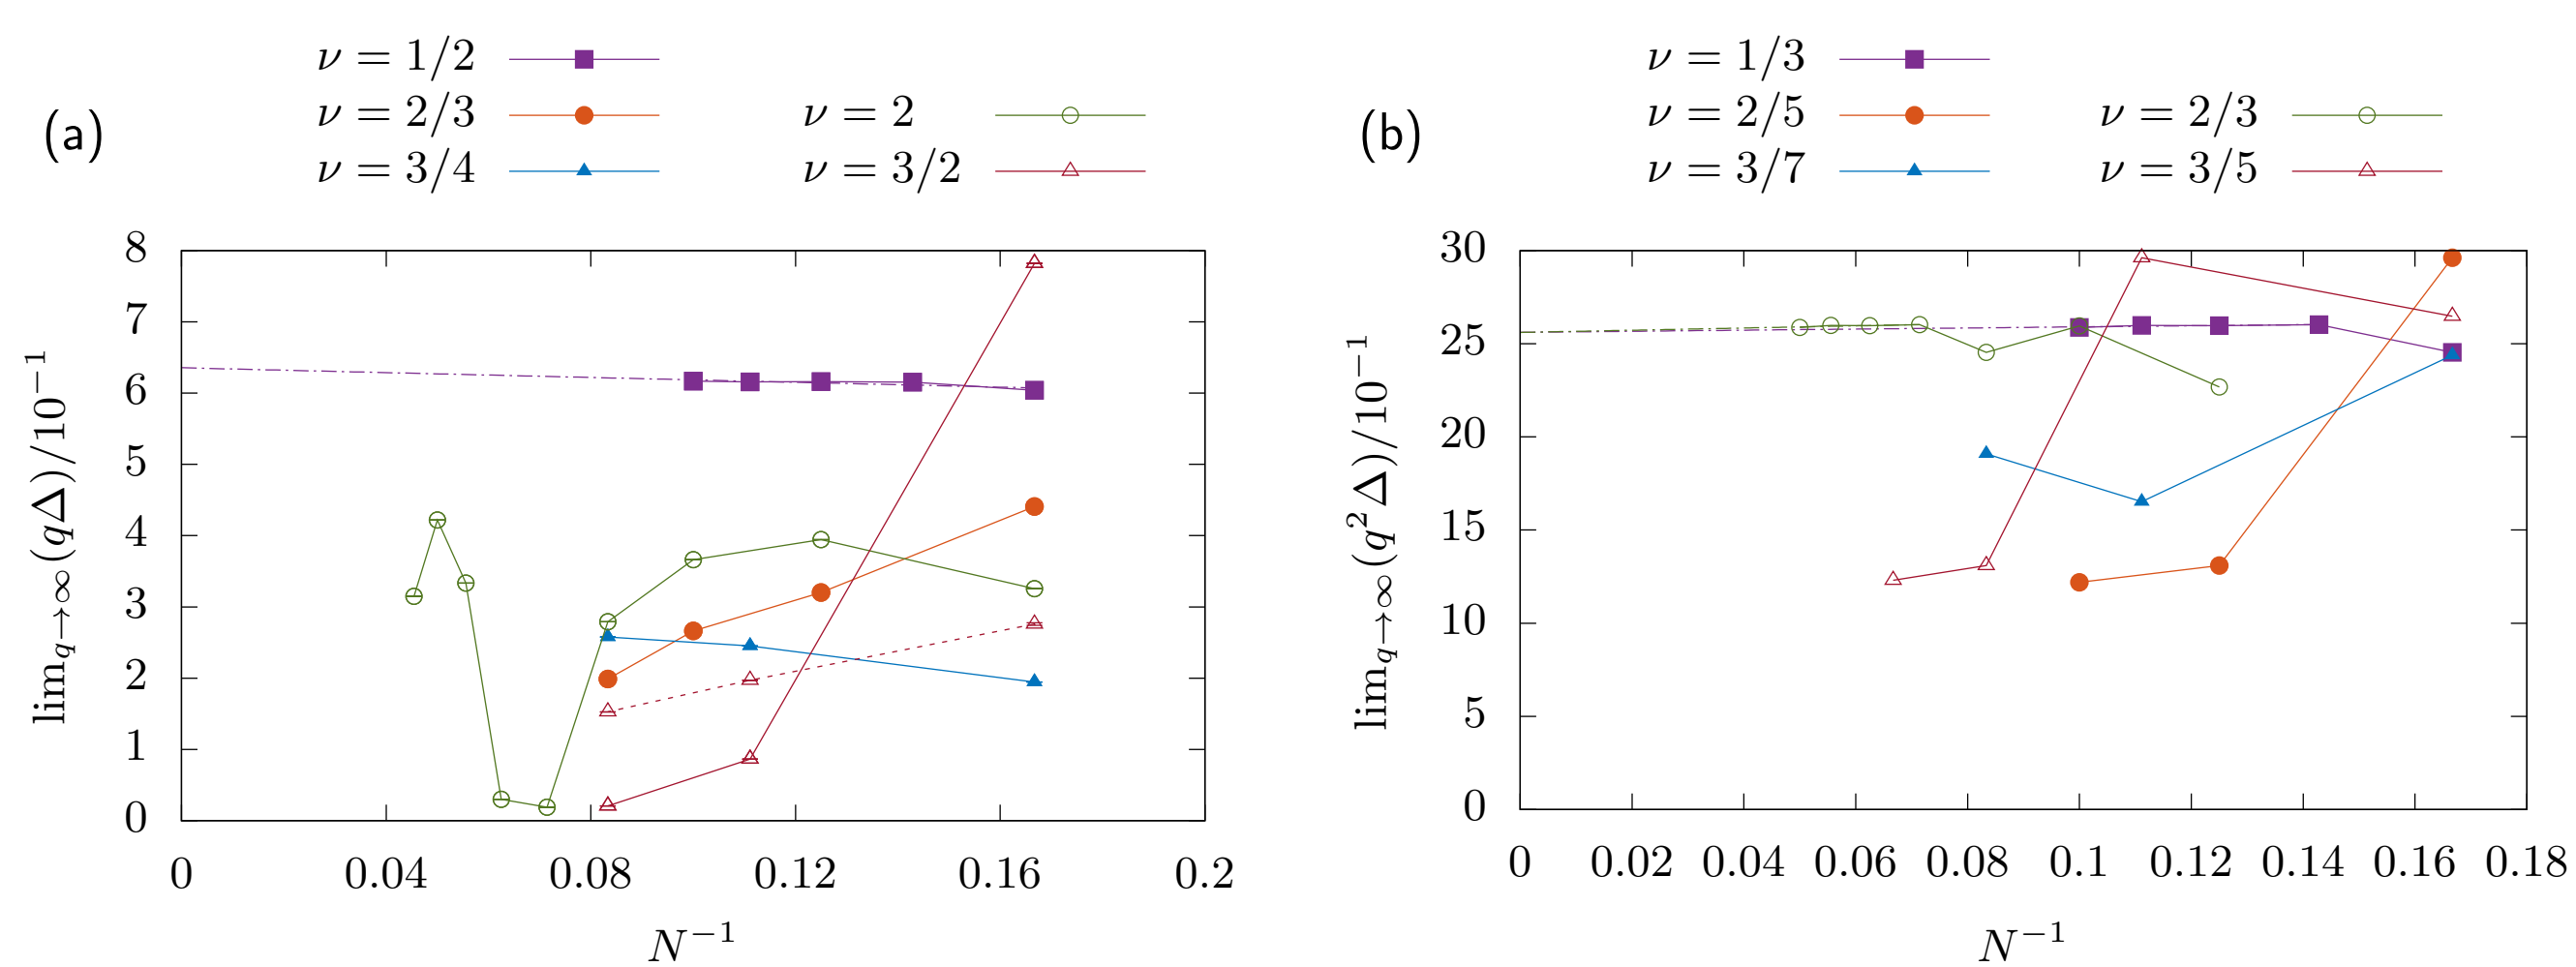 (a)
ν = 1/2
ν = 2/3
ν = 3/4
ν = 2
ν = 3/2
lim_{q→∞}(qΔ)/10^{−1}
8
7
6
5
4
3
2
1
0
0 0.04 0.08 0.12 0.16 0.2
N^{−1}
(b)
ν = 1/3
ν = 2/5
ν = 3/7
ν = 2/3
ν = 3/5
lim_{q→∞}(q^2 Δ)/10^{−1}
30
25
20
15
10
5
0
0 0.02 0.04 0.06 0.08 0.1 0.12 0.14 0.16 0.18
N^{−1}